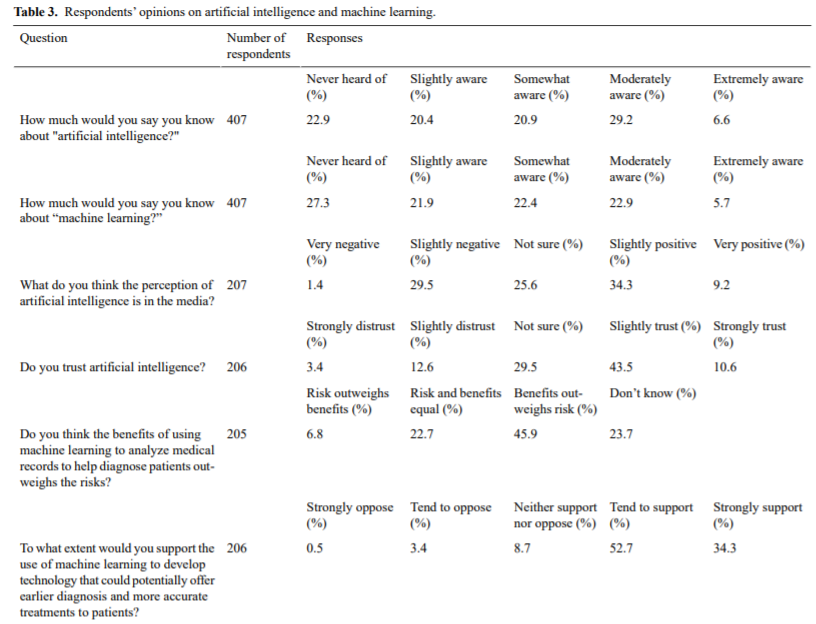 Table 3. Respondents' opinions on artificial intelligence and machine learning.
Question Number of respondents Responses
Never heard of (%) Slightly aware (%) Somewhat aware (%) Moderately aware (%) Extremely aware (%)
How much would you say you know about "artificial intelligence?" 407 22.9 20.4 20.9 29.2 6.6
Never heard of (%) Slightly aware (%) Somewhat aware (%) Moderately aware (%) Extremely aware (%)
How much would you say you know about “machine learning?” 407 27.3 21.9 22.4 22.9 5.7
Very negative (%) Slightly negative (%) Not sure (%) Slightly positive (%) Very positive (%)
What do you think the perception of artificial intelligence is in the media? 207 1.4 29.5 25.6 34.3 9.2
Strongly distrust (%) Slightly distrust (%) Not sure (%) Slightly trust (%) Strongly trust (%)
Do you trust artificial intelligence? 206 3.4 12.6 29.5 43.5 10.6
Risk outweighs benefits (%) Risk and benefits equal (%) Benefits out-weighs risk (%) Don't know (%)
Do you think the benefits of using machine learning to analyze medical records to help diagnose patients out-weighs the risks? 205 6.8 22.7 45.9 23.7
Strongly oppose (%) Tend to oppose (%) Neither support nor oppose (%) Tend to support (%) Strongly support (%)
To what extent would you support the use of machine learning to develop technology that could potentially offer earlier diagnosis and more accurate treatments to patients? 206 0.5 3.4 8.7 52.7 34.3